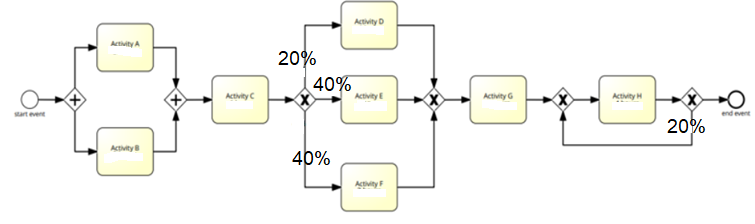 Activity D
Activity A
20%
start event
Activity C
40%
Activity E
Activity G
Activity H
end event
20%
Activity B
40%
Activity F